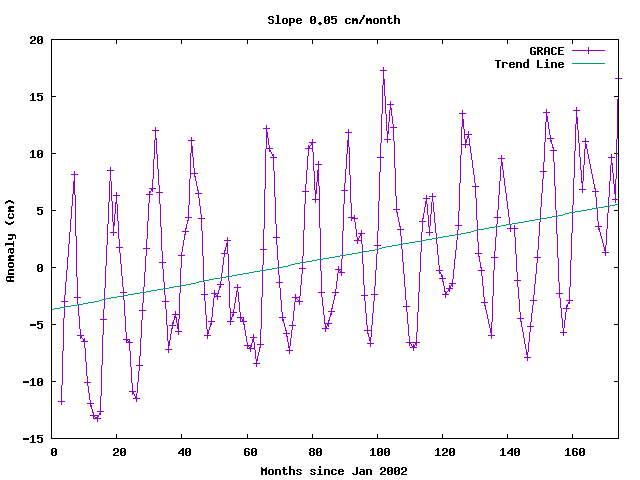 Slope 0.05 cm/month
GRACE
Trend Line
20
15
10
5
0
-5
-10
-15
Anomaly (cm)
0 20 40 60 80 100 120 140 160
Months since Jan 2002